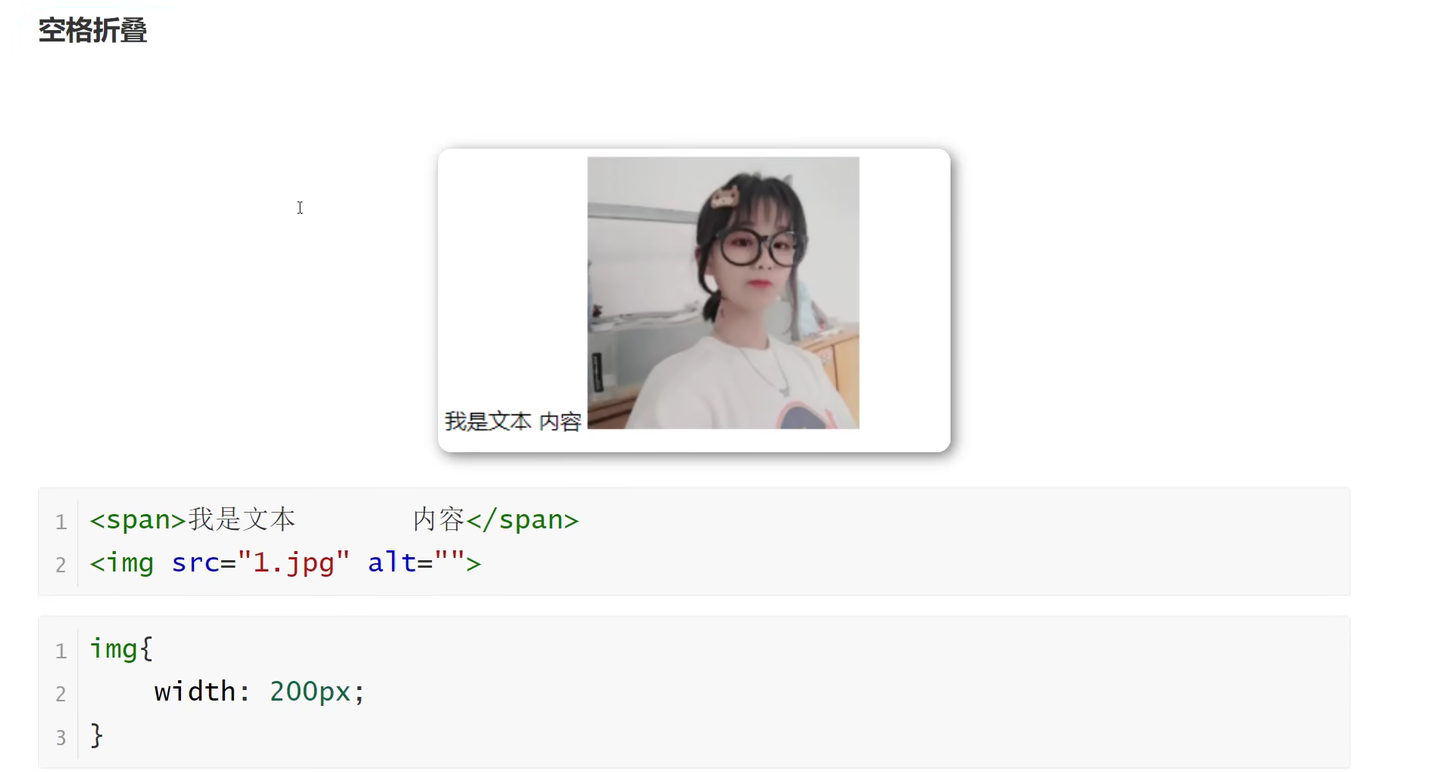 空格折叠
我是文本 内容
1 <span>我是文本        内容</span>
2 <img src="1.jpg" alt="">
1 img{
2     width: 200px;
3 }